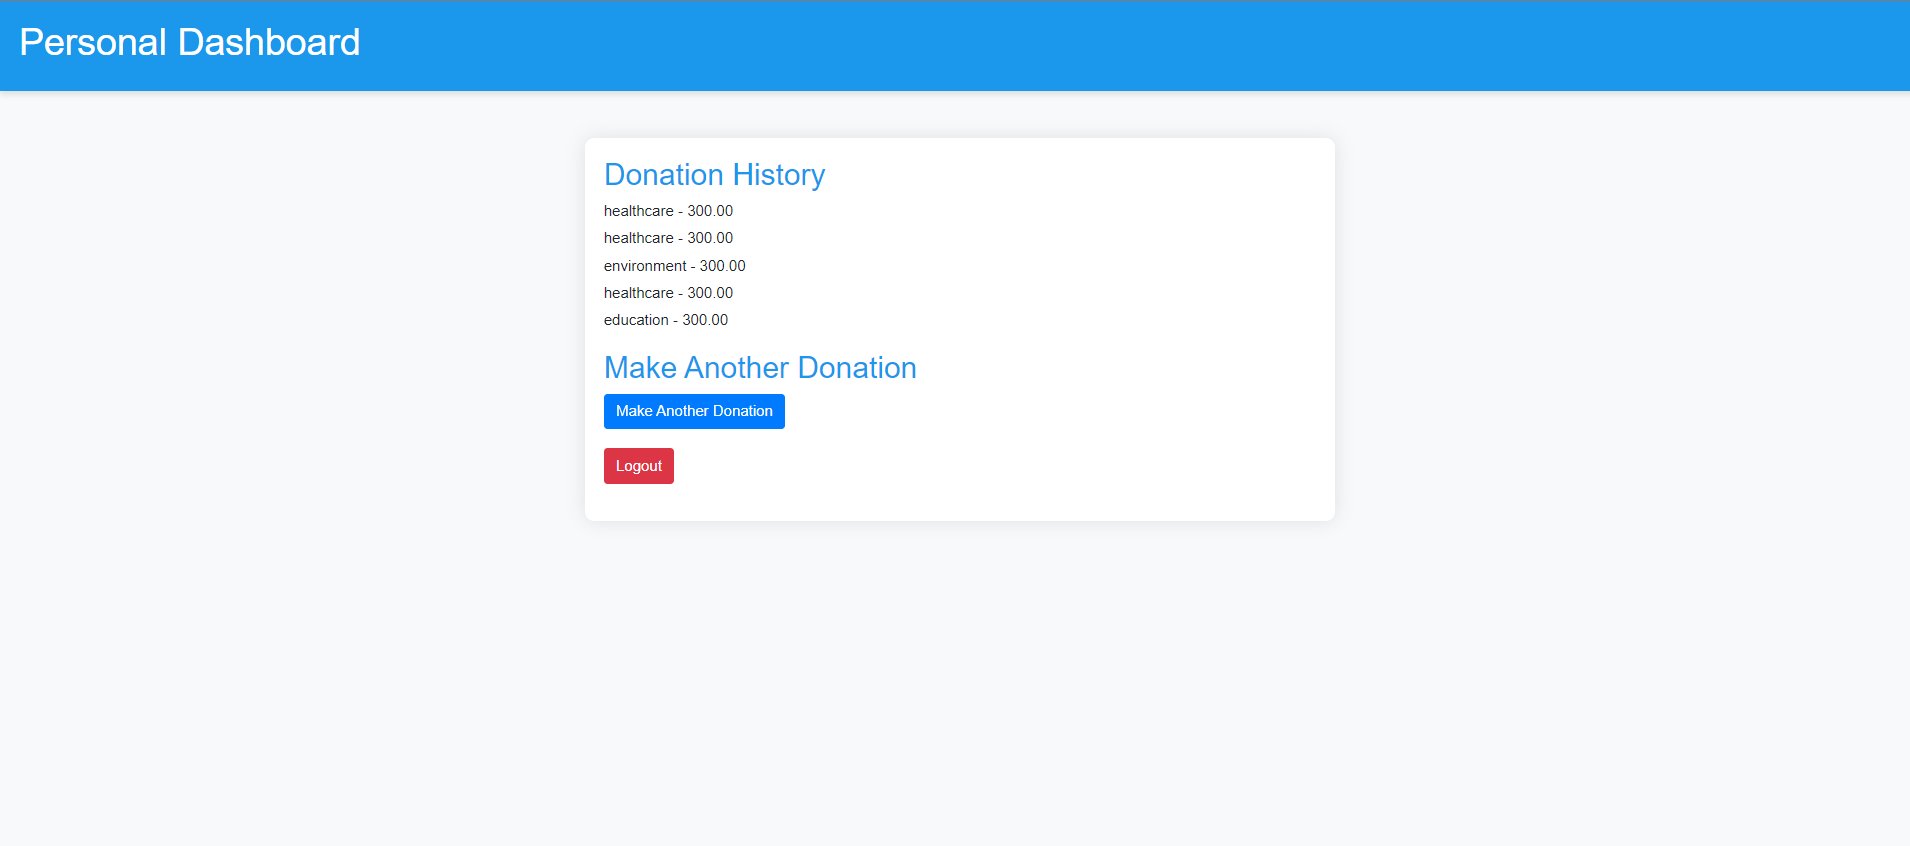 Personal Dashboard
Donation History
healthcare - 300.00
healthcare - 300.00
environment - 300.00
healthcare - 300.00
education - 300.00
Make Another Donation
Make Another Donation
Logout